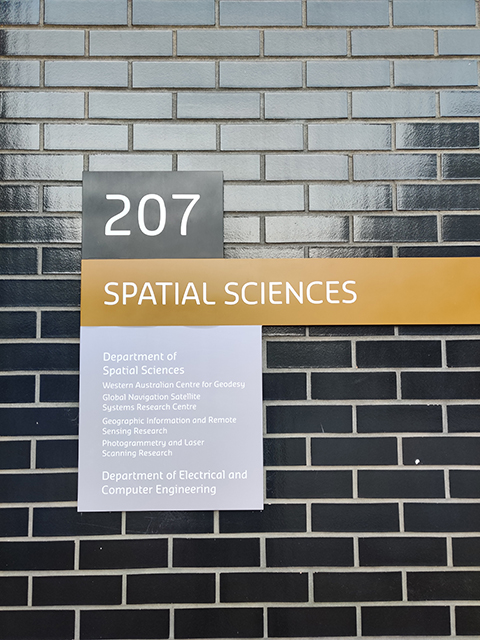 207
SPATIAL SCIENCES
Department of
Spatial Sciences
Western Australian Centre for Geodesy
Global Navigation Satellite
Systems Research Centre
Geographic Information and Remote
Sensing Research
Photogrammetry and Laser
Scanning Research
Department of Electrical and
Computer Engineering